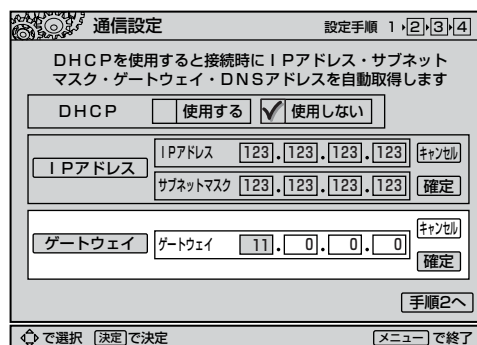 通信設定 設定手順 1 2 3 4
DHCPを使用すると接続時にIPアドレス・サブネット
マスク・ゲートウェイ・DNSアドレスを自動取得します
DHCP 使用する 使用しない
IPアドレス
IPアドレス 123.123.123.123 キャンセル
サブネットマスク 123.123.123.123 確定
ゲートウェイ
ゲートウェイ 11.0.0.0 キャンセル
確定
手順2へ
で選択 決定で決定 メニューで終了